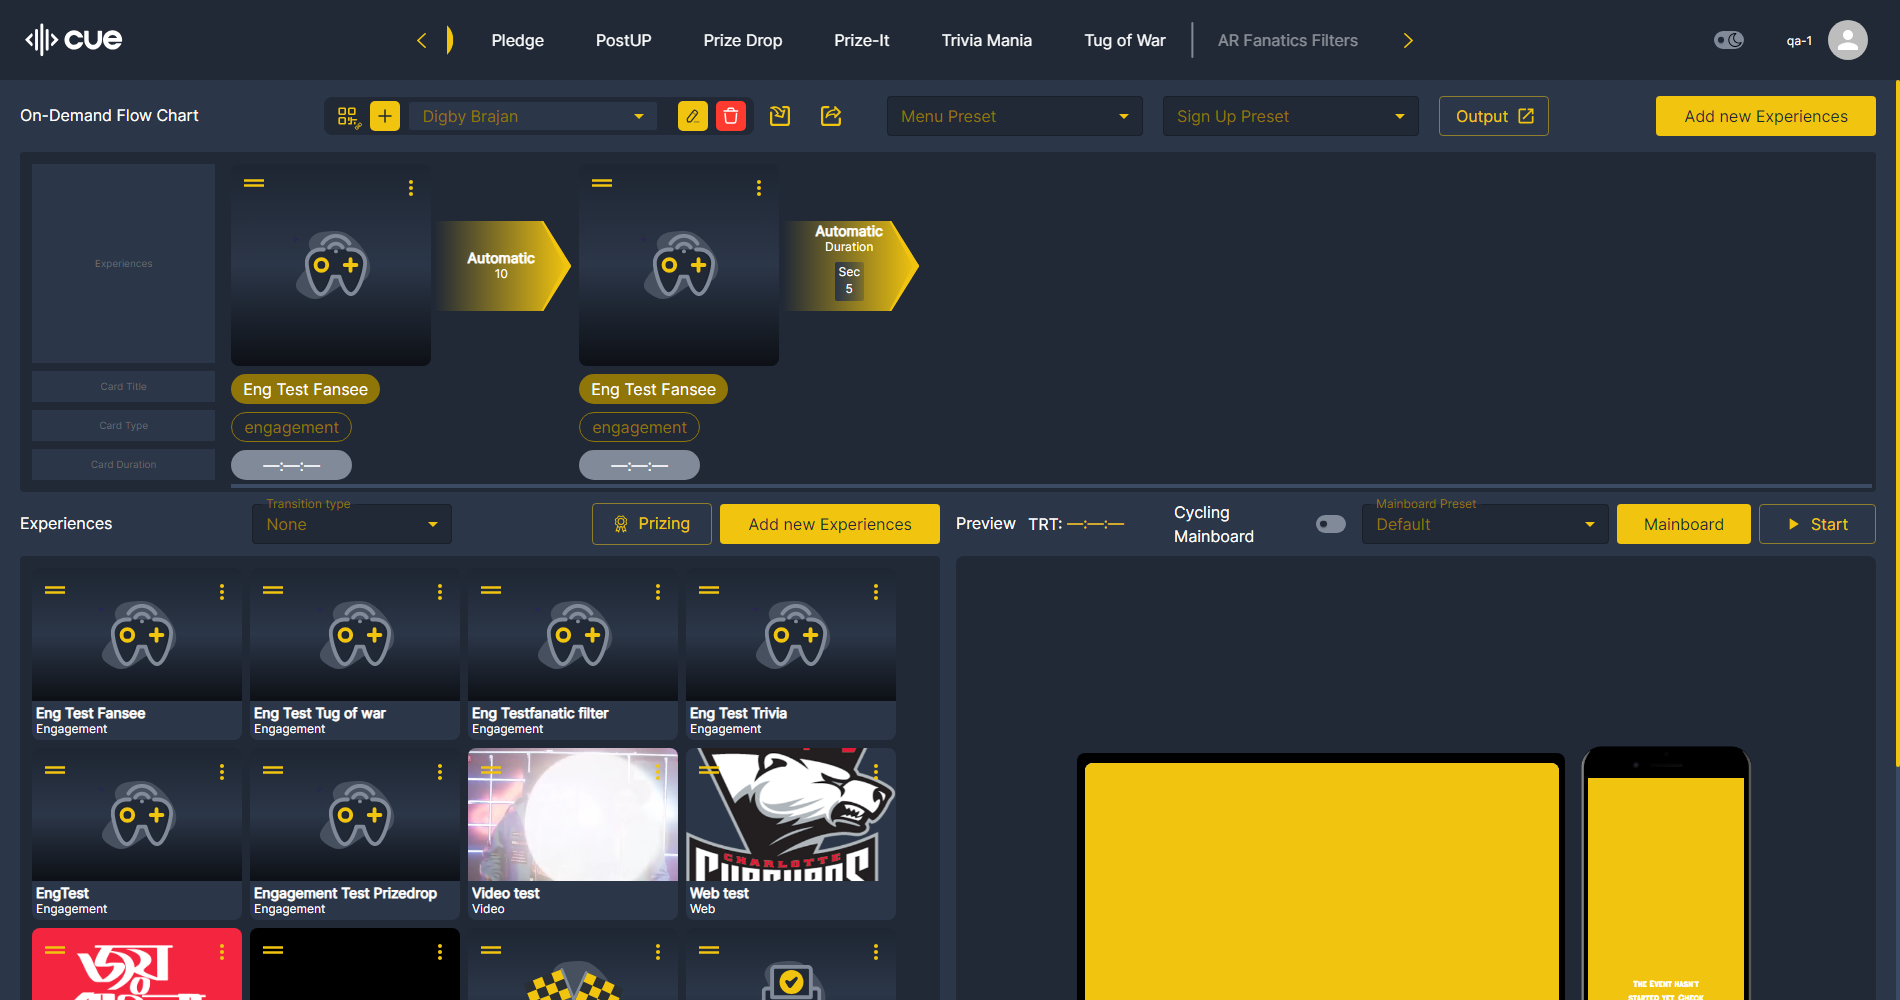 cue
Pledge
PostUP
Prize Drop
Prize-It
Trivia Mania
Tug of War
AR Fanatics Filters
qa-1
On-Demand Flow Chart
Digby Brajan
Menu Preset
Sign Up Preset
Output
Add new Experiences
Experiences
Automatic
10
Automatic
Duration
Sec
5
Card Title
Eng Test Fansee
Eng Test Fansee
Card Type
engagement
engagement
Card Duration
—:—:—
—:—:—
Experiences
Transition type
None
Prizing
Add new Experiences
Preview
TRT: —:—:—
Cycling
Mainboard
Mainboard Preset
Default
Mainboard
Start
Eng Test Fansee
Engagement
Eng Test Tug of war
Engagement
Eng Testfanatic filter
Engagement
Eng Test Trivia
Engagement
CHARLOTTE
EngTest
Engagement
Engagement Test Prizedrop
Engagement
Video test
Video
Web test
Web
জয়
The Event hasn't
started yet. Check